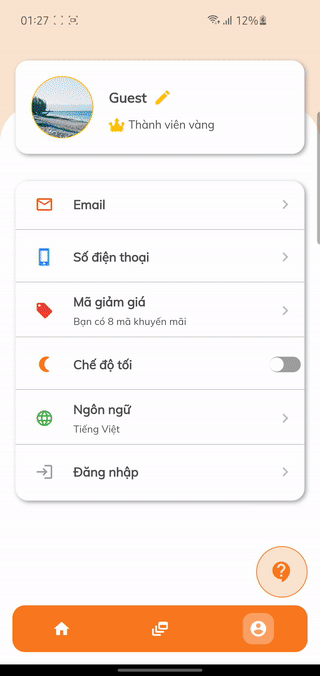 01:27 12%
Guest
Thành viên vàng
Email
Số điện thoại
Mã giảm giá
Bạn có 8 mã khuyến mãi
Chế độ tối
Ngôn ngữ
Tiếng Việt
Đăng nhập